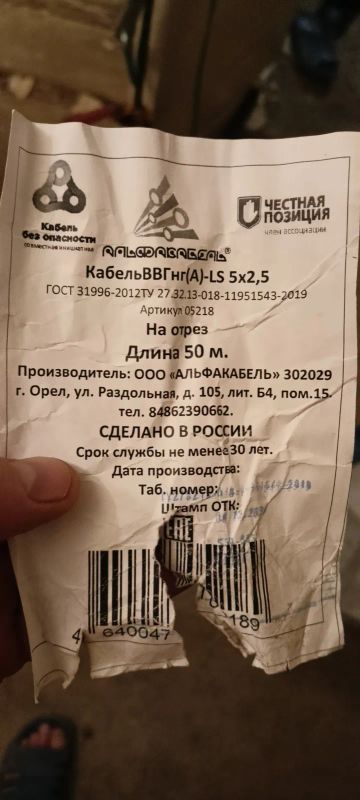 Кабель
без опасности
совместная инициатива
АЛЬФАКАБЕЛЬ®
ЧЕСТНАЯ
ПОЗИЦИЯ
член ассоциации
КабельВВГнг(А)-LS 5х2,5
ГОСТ 31996-2012ТУ 27.32.13-018-11951543-2019
Артикул 05218
На отрез
Длина 50 м.
Производитель: ООО «АЛЬФАКАБЕЛЬ» 302029
г. Орел, ул. Раздольная, д. 105, лит. Б4, пом.15.
тел. 84862390662.
СДЕЛАНО В РОССИИ
Срок службы не менее 30 лет.
Дата производства:
Таб. номер:
Штамп ОТК:
EAC
4 640047
189